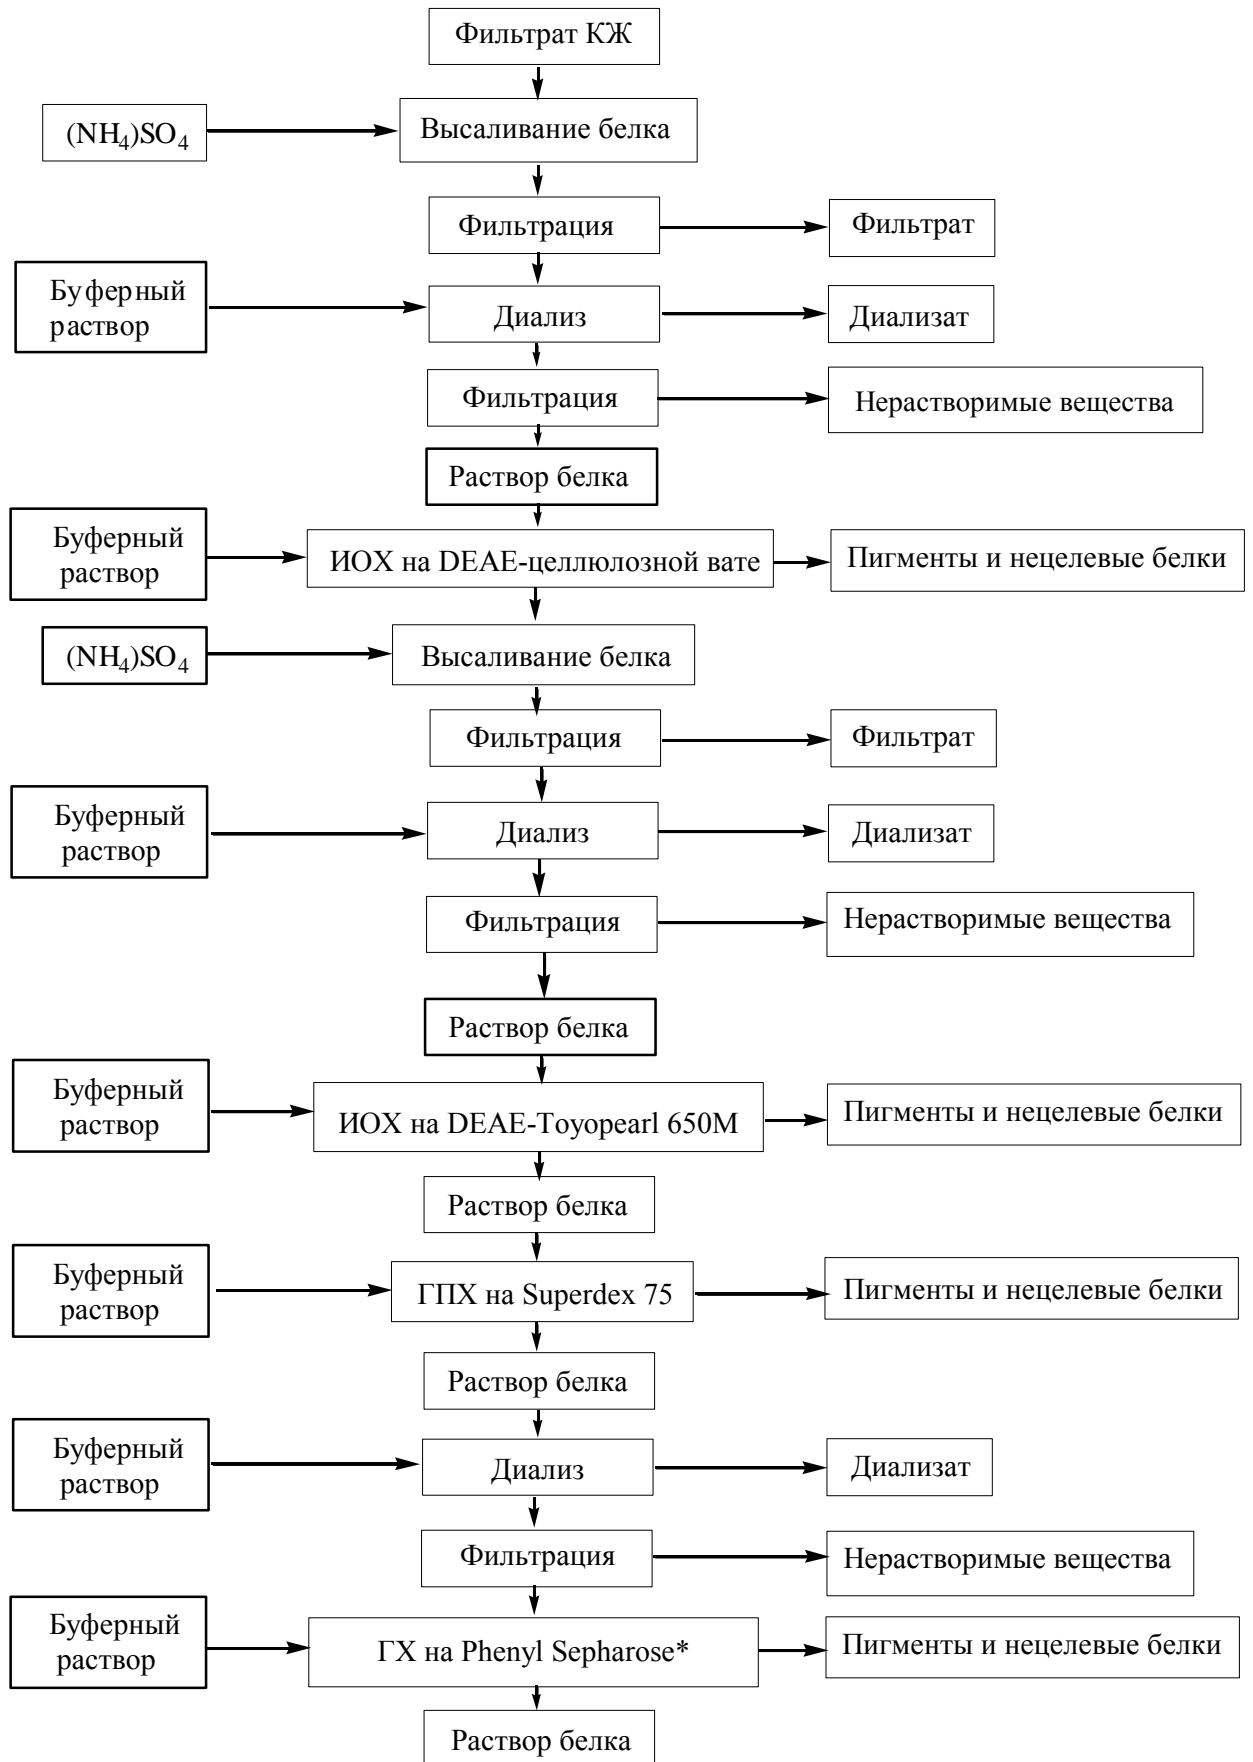 Фильтрат КЖ
(NH4)SO4
Высаливание белка
Фильтрация
Фильтрат
Буферный
раствор
Диализ
Диализат
Фильтрация
Нерастворимые вещества
Раствор белка
Буферный
раствор
ИОХ на DEAE-целлюлозной вате
Пигменты и нецелевые белки
(NH4)SO4
Высаливание белка
Фильтрация
Фильтрат
Буферный
раствор
Диализ
Диализат
Фильтрация
Нерастворимые вещества
Раствор белка
Буферный
раствор
ИОХ на DEAE-Toyopearl 650M
Пигменты и нецелевые белки
Раствор белка
Буферный
раствор
ГПХ на Superdex 75
Пигменты и нецелевые белки
Раствор белка
Буферный
раствор
Диализ
Диализат
Фильтрация
Нерастворимые вещества
Буферный
раствор
ГХ на Phenyl Sepharose*
Пигменты и нецелевые белки
Раствор белка